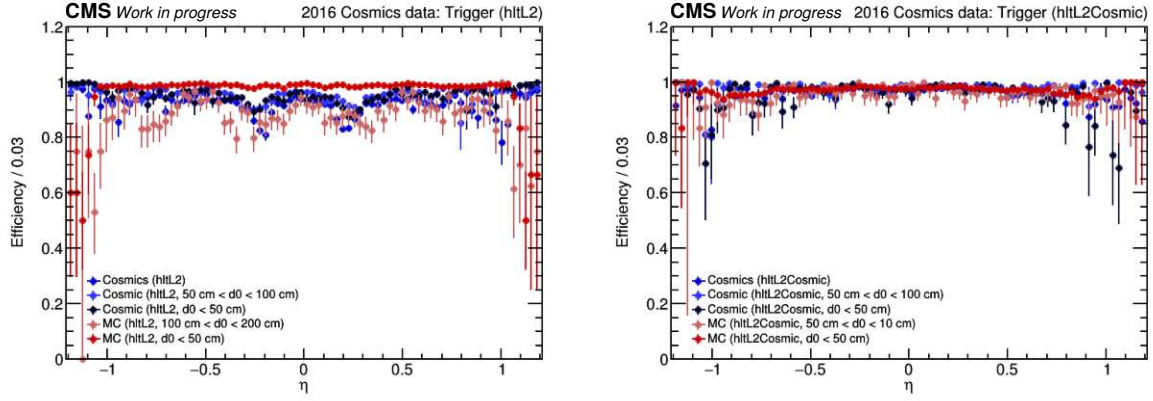 CMS Work in progress 2016 Cosmics data: Trigger (hltL2)
Efficiency / 0.03
1.2
1
0.8
0.6
0.4
0.2
0
Cosmics (hltL2)
Cosmic (hltL2, 50 cm < d0 < 100 cm)
Cosmic (hltL2, d0 < 50 cm)
MC (hltL2, 100 cm < d0 < 200 cm)
MC (hltL2, d0 < 50 cm)
−1 −0.5 0 0.5 1
η
CMS Work in progress 2016 Cosmics data: Trigger (hltL2Cosmic)
Efficiency / 0.03
1.2
1
0.8
0.6
0.4
0.2
0
Cosmics (hltL2Cosmic)
Cosmic (hltL2Cosmic, 50 cm < d0 < 100 cm)
Cosmic (hltL2Cosmic, d0 < 50 cm)
MC (hltL2Cosmic, 50 cm < d0 < 10 cm)
MC (hltL2Cosmic, d0 < 50 cm)
−1 −0.5 0 0.5 1
η